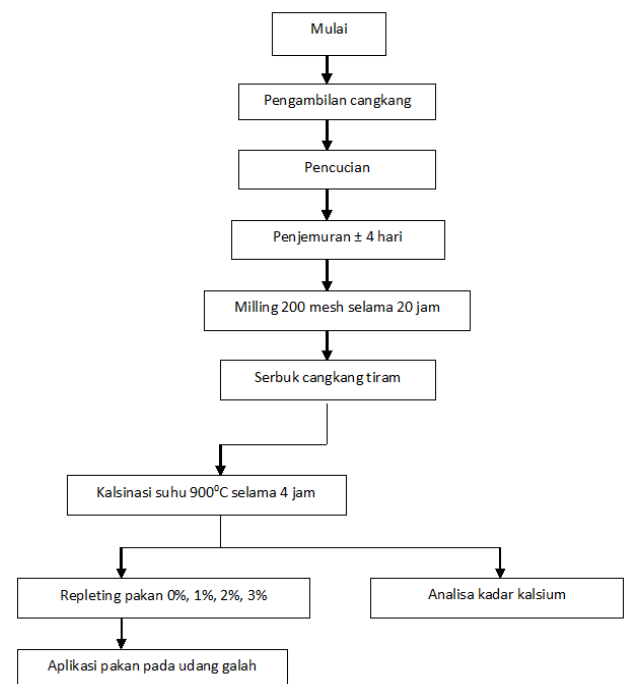 Mulai
Pengambilan cangkang
Pencucian
Penjemuran ± 4 hari
Milling 200 mesh selama 20 jam
Serbuk cangkang tiram
Kalsinasi suhu 900⁰C selama 4 jam
Repleting pakan 0%, 1%, 2%, 3%
Analisa kadar kalsium
Aplikasi pakan pada udang galah